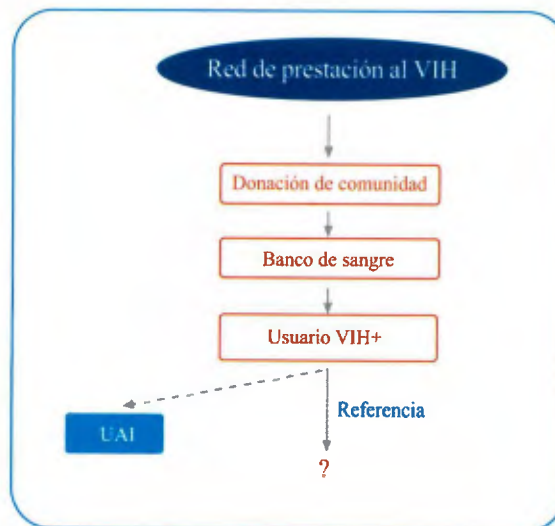 Red de prestación al VIH
Donación de comunidad
Banco de sangre
Usuario VIH+
Referencia
UAI
?